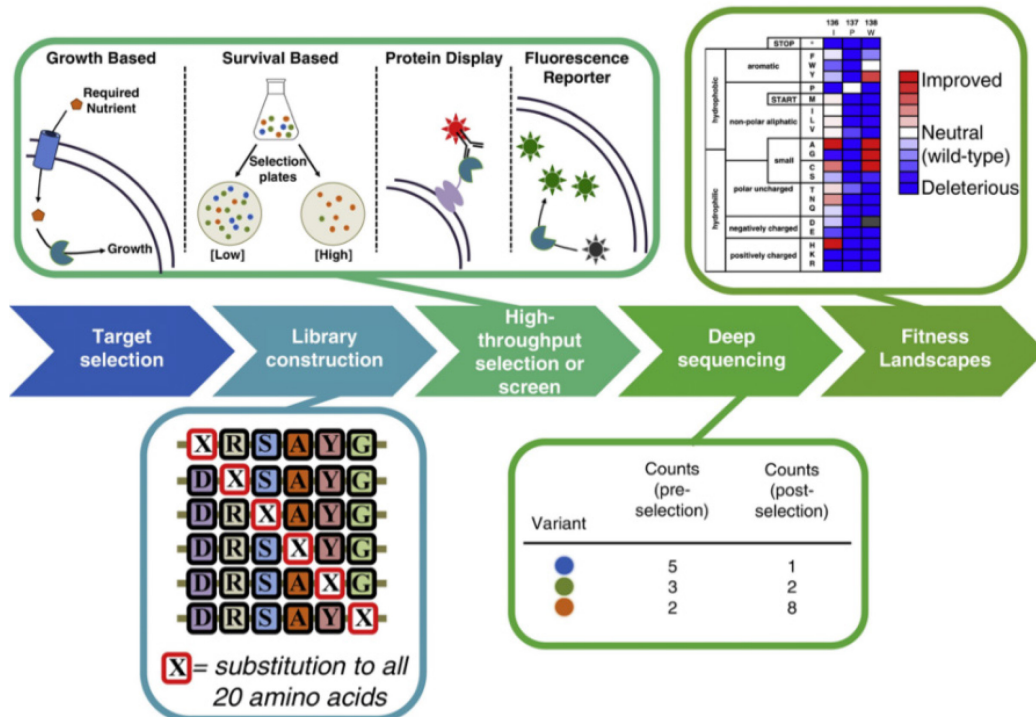 Growth Based
Required
Nutrient
Growth
Survival Based
Selection
plates
[Low]
[High]
Protein Display
Fluorescence
Reporter
136 137 138
I P W
STOP *
hydrophobic
aromatic
F
W
Y
P
START M
non-polar aliphatic
I
L
V
hydrophilic
small
A
G
C
S
polar uncharged
T
N
Q
negatively charged
D
E
positively charged
H
K
R
Improved
Neutral
(wild-type)
Deleterious
Target
selection
Library
construction
High-
throughput
selection or
screen
Deep
sequencing
Fitness
Landscapes
X R S A Y G
D X S A Y G
D R X A Y G
D R S X Y G
D R S A X G
D R S A Y X
X = substitution to all
20 amino acids
Variant
Counts
(pre-
selection)
Counts
(post-
selection)
5 1
3 2
2 8